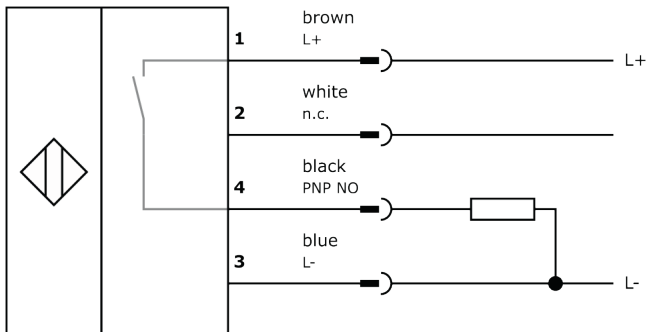 brown
1
L+
L+
white
2
n.c.
black
4
PNP NO
blue
3
L-
L-